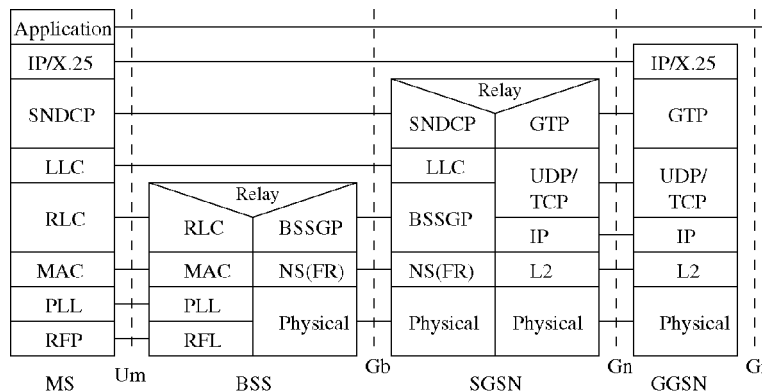 Application
IP/X.25
SNDCP
LLC
RLC
MAC
PLL
RFP
MS
Um
Relay
RLC
BSSGP
MAC
NS(FR)
PLL
Physical
RFL
BSS
Gb
Relay
SNDCP
GTP
LLC
UDP/
TCP
BSSGP
IP
NS(FR)
L2
Physical
Physical
SGSN
Gn
IP/X.25
GTP
UDP/
TCP
IP
L2
Physical
GGSN